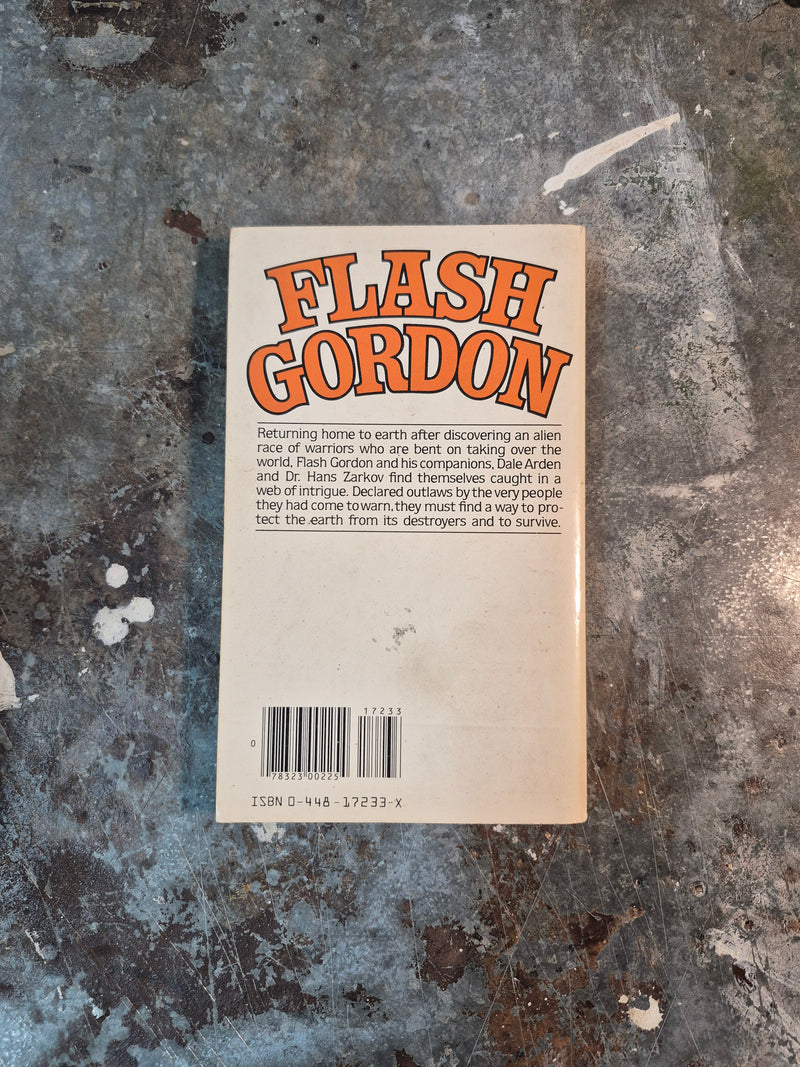 FLASH
GORDON
Returning home to earth after discovering an alien
race of warriors who are bent on taking over the
world, Flash Gordon and his companions, Dale Arden
and Dr. Hans Zarkov find themselves caught in a
web of intrigue. Declared outlaws by the very people
they had come to warn, they must find a way to pro-
tect the earth from its destroyers and to survive.
17233
0
78323 00225
ISBN 0-448-17233-X